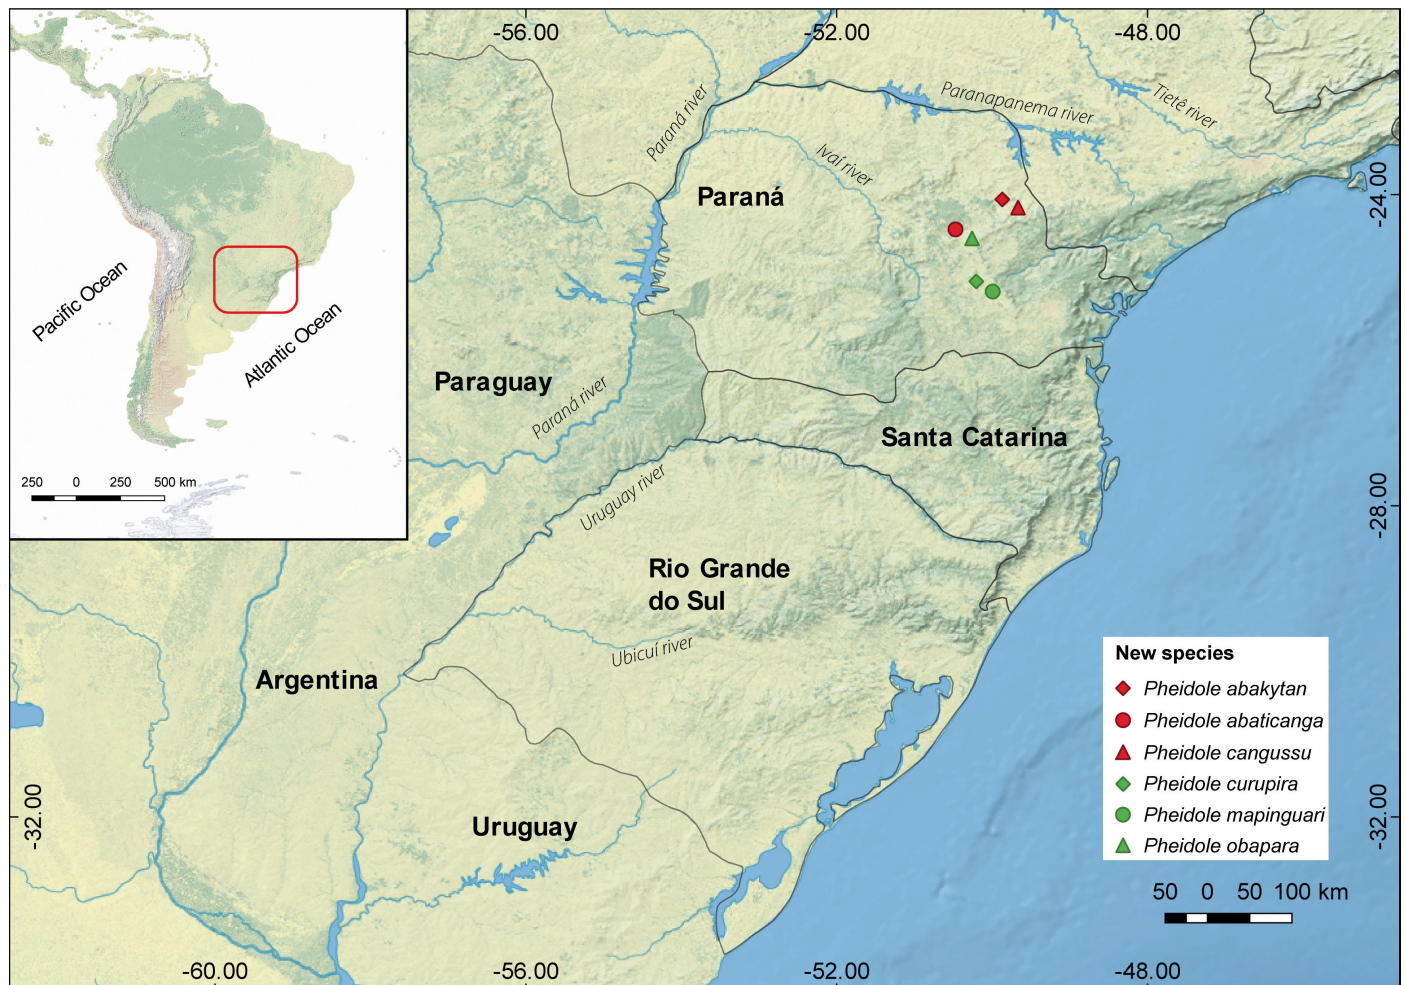 -56.00
-52.00
-48.00
Paraná river
Paranapanema river
Tietê river
Ivaí river
Paraná
-24.00
Pacific Ocean
Atlantic Ocean
Paraguay
Paraná river
Santa Catarina
250 0 250 500 km
Uruguay river
-28.00
Rio Grande
do Sul
Ubicuí river
Argentina
New species
Pheidole abakytan
Pheidole abaticanga
Pheidole cangussu
Pheidole curupira
Pheidole mapinguari
Pheidole obapara
-32.00
-32.00
Uruguay
50 0 50 100 km
-60.00
-56.00
-52.00
-48.00